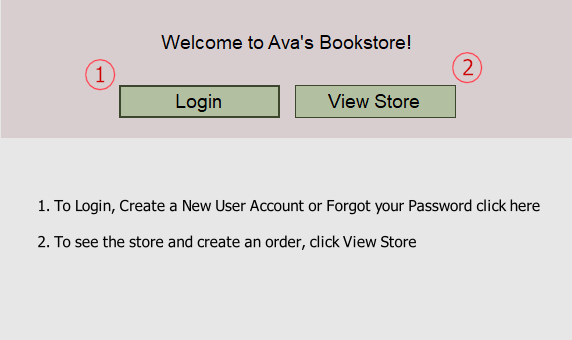 Welcome to Ava's Bookstore!
1
2
Login
View Store
1. To Login, Create a New User Account or Forgot your Password click here
2. To see the store and create an order, click View Store